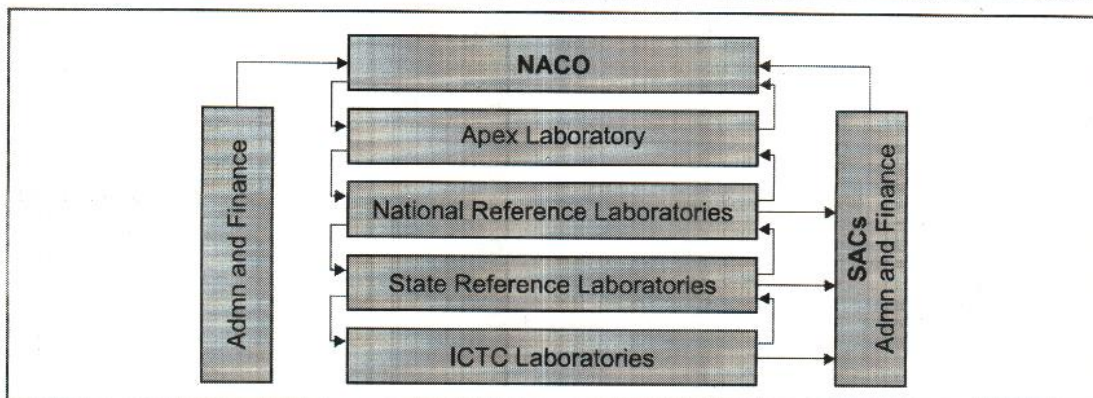 NACO
Apex Laboratory
National Reference Laboratories
State Reference Laboratories
ICTC Laboratories
Admn and Finance
SACs
Admn and Finance